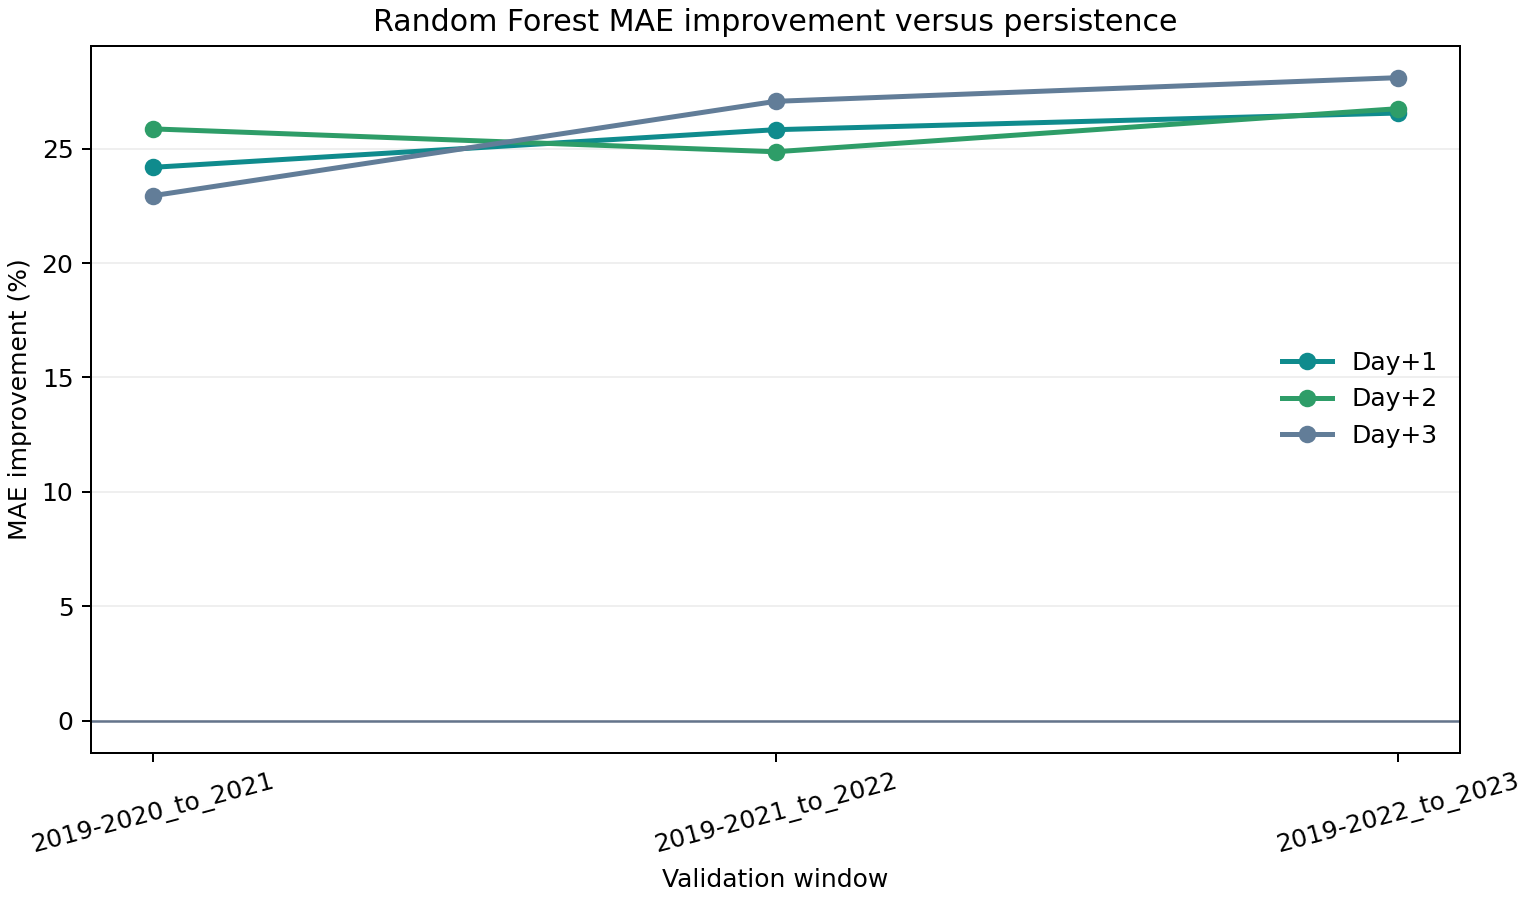 Random Forest MAE improvement versus persistence
MAE improvement (%)
25
20
15
10
5
0
Day+1
Day+2
Day+3
2019-2020_to_2021
2019-2021_to_2022
2019-2022_to_2023
Validation window